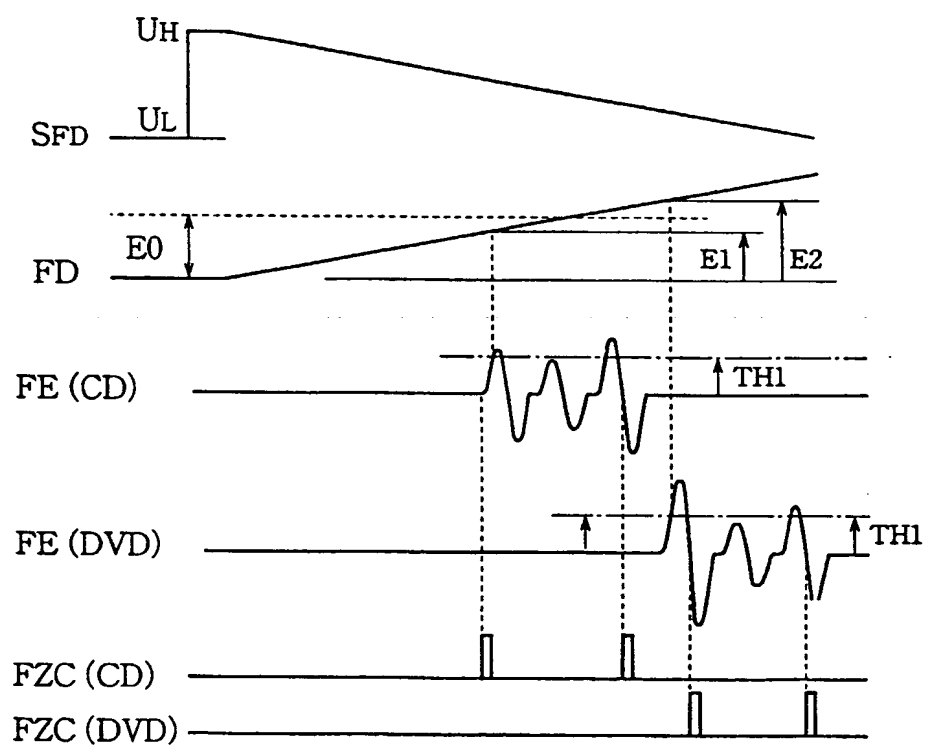 UH
UL
SFD
E0
FD
E1
E2
FE (CD)
TH1
FE (DVD)
TH1
FZC (CD)
FZC (DVD)